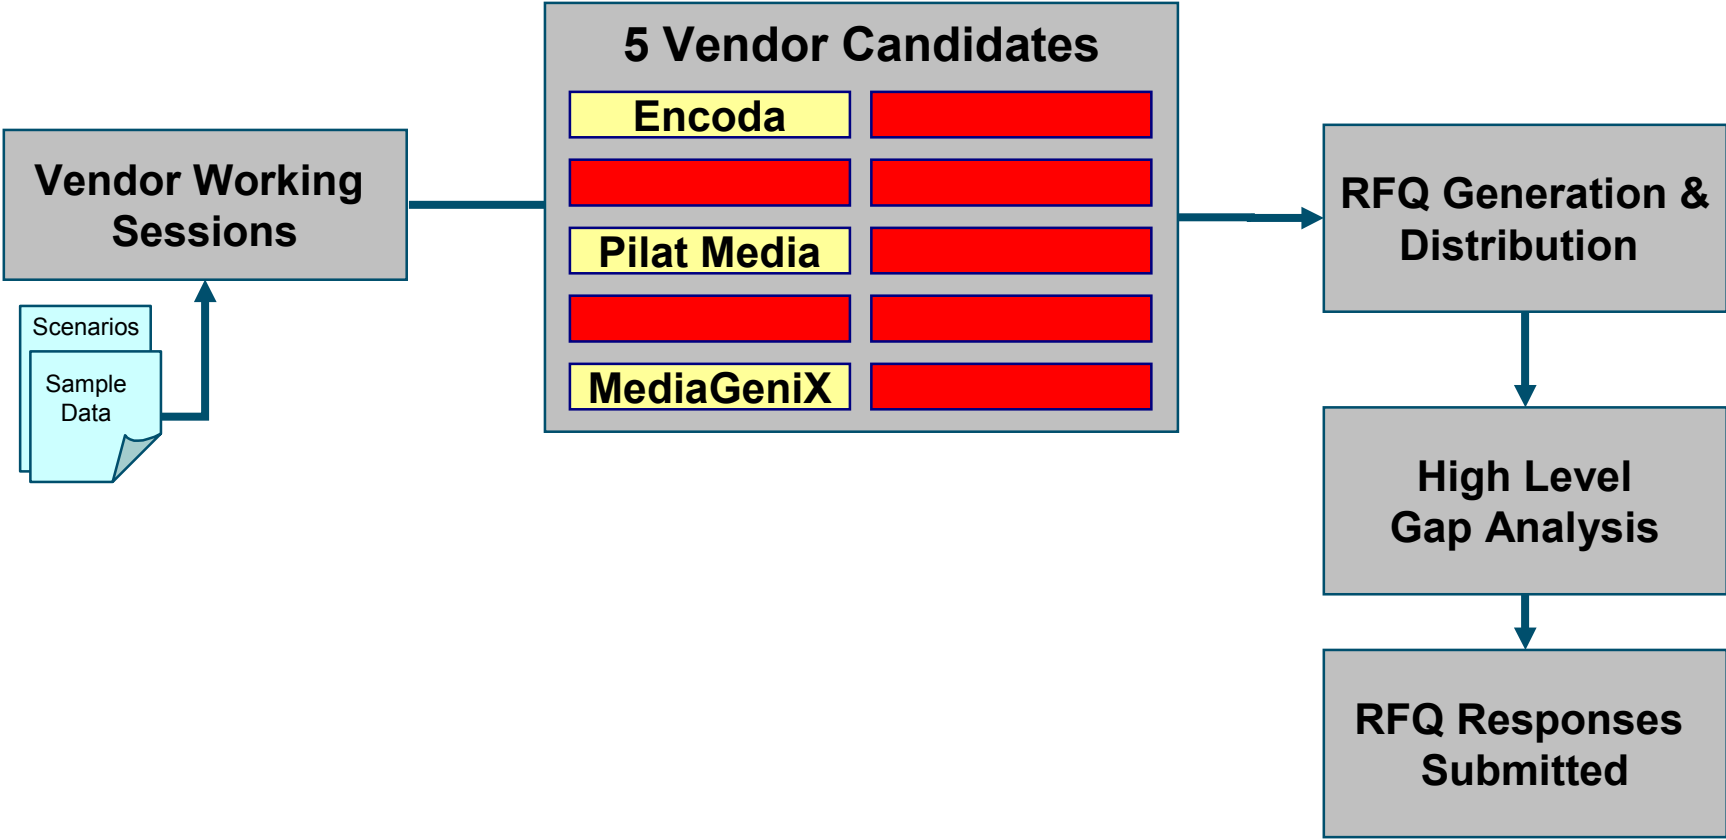 5 Vendor Candidates
Encoda
Pilat Media
MediaGeniX
Vendor Working
Sessions
Scenarios
Sample
Data
RFQ Generation &
Distribution
High Level
Gap Analysis
RFQ Responses
Submitted